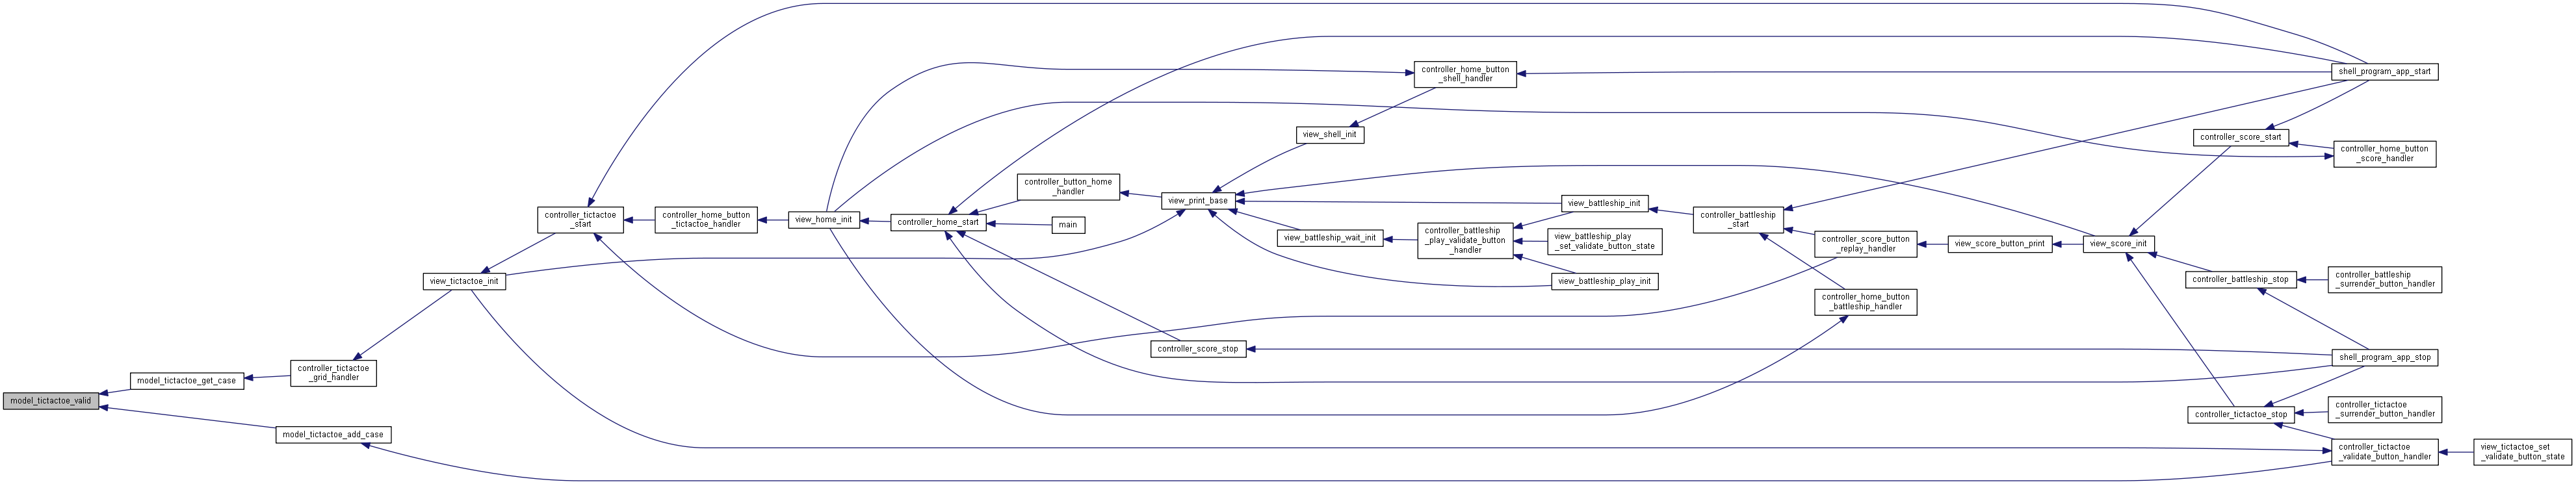 model_tictactoe_valid
model_tictactoe_get_case
model_tictactoe_add_case
controller_tictactoe
_grid_handler
view_tictactoe_init
controller_tictactoe
_start
controller_home_button
_tictactoe_handler
view_home_init
controller_home_start
controller_button_home
_handler
main
view_print_base
controller_score_stop
view_shell_init
view_battleship_wait_init
controller_home_button
_shell_handler
controller_battleship
_play_validate_button
_handler
view_battleship_init
view_battleship_play
_set_validate_button_state
view_battleship_play_init
controller_battleship
_start
controller_score_button
_replay_handler
controller_home_button
_battleship_handler
view_score_button_print
view_score_init
controller_score_start
controller_battleship_stop
controller_tictactoe_stop
shell_program_app_start
controller_home_button
_score_handler
controller_battleship
_surrender_button_handler
shell_program_app_stop
controller_tictactoe
_surrender_button_handler
controller_tictactoe
_validate_button_handler
view_tictactoe_set
_validate_button_state